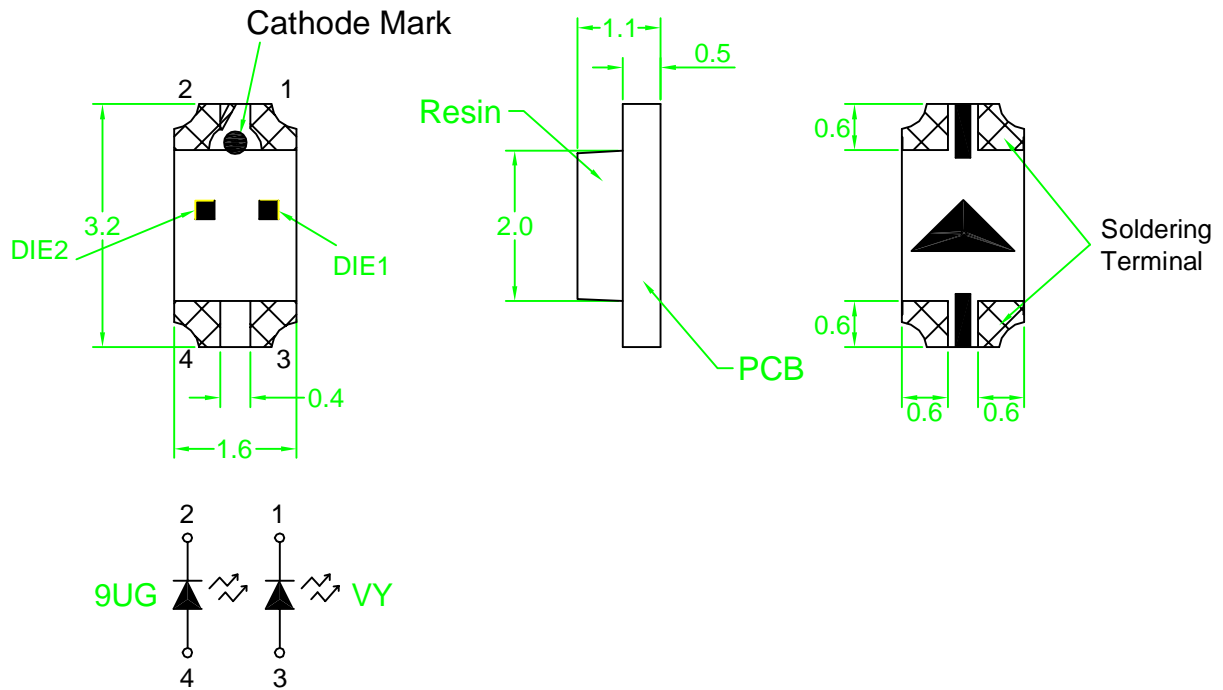 Cathode Mark
2 1
3.2
DIE2
DIE1
4 3
0.4
1.6
1.1
0.5
Resin
2.0
PCB
0.6
0.6
Soldering
Terminal
0.6 0.6
2 1
9UG VY
4 3